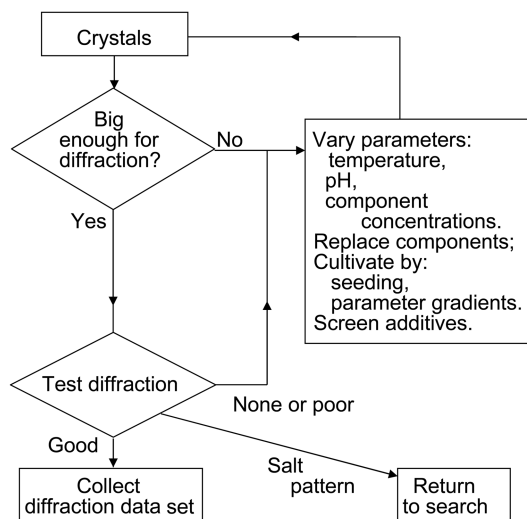 Crystals
Big
enough for
diffraction?
No
Yes
Vary parameters:
temperature,
pH,
component
concentrations.
Replace components;
Cultivate by:
seeding,
parameter gradients.
Screen additives.
Test diffraction
None or poor
Good
Salt
pattern
Collect
diffraction data set
Return
to search